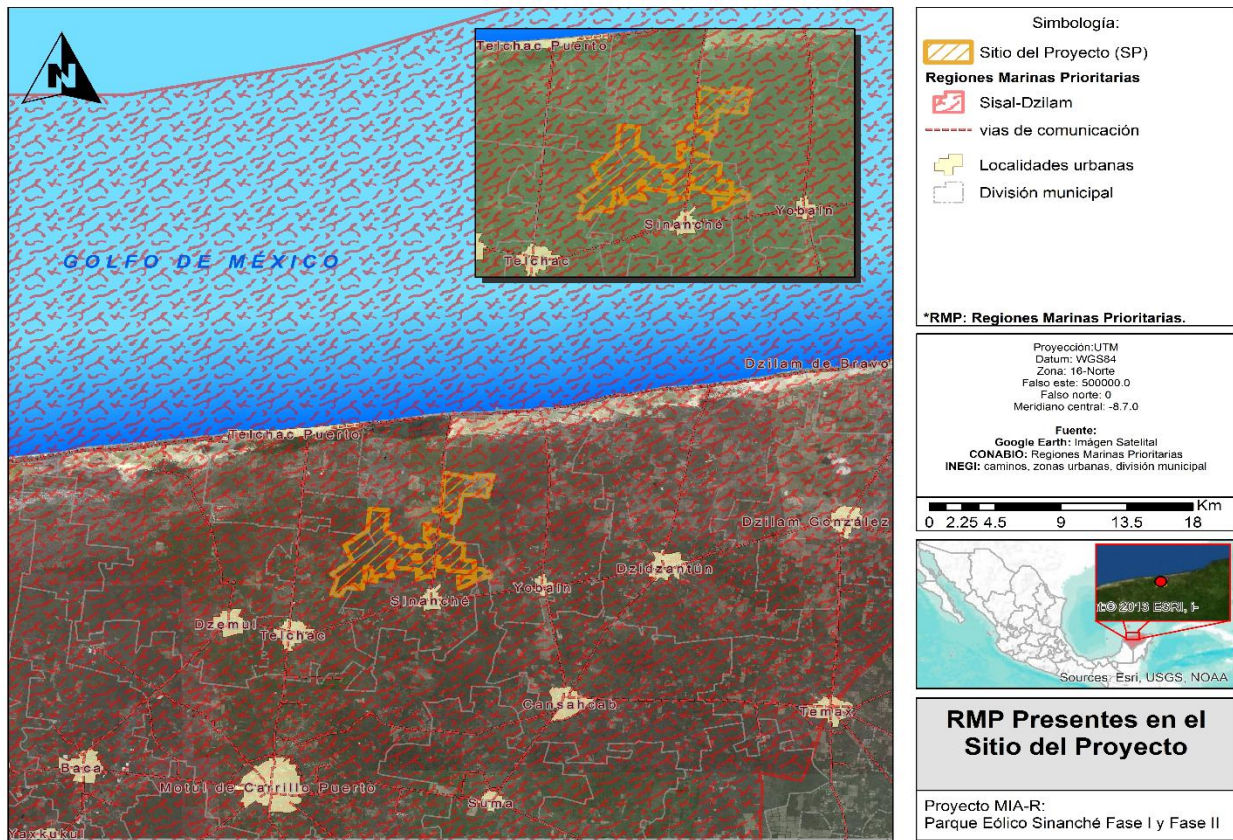 N
GOLFO DE MÉXICO
Telchac Puerto
Sinanché
Yobaín
Telchac
Dzilam de Bravo
Telchac Puerto
Dzilam González
Dzidzantún
Yobaín
Sinanché
Dzemul
Telchac
Cansahcab
Temax
Baca
Motul de Carrillo Puerto
Suma
Yaxkukul
Simbología:
Sitio del Proyecto (SP)
Regiones Marinas Prioritarias
Sisal-Dzilam
vias de comunicación
Localidades urbanas
División municipal
*RMP: Regiones Marinas Prioritarias.
Proyección:UTM
Datum: WGS84
Zona: 16-Norte
Falso este: 500000.0
Falso norte: 0
Meridiano central: -8.7.0
Fuente:
Google Earth: Imágen Satelital
CONABIO: Regiones Marinas Prioritarias
INEGI: caminos, zonas urbanas, división municipal
Km
0 2.25 4.5 9 13.5 18
t:© 2013 ESRI, i-
Sources: Esri, USGS, NOAA
RMP Presentes en el
Sitio del Proyecto
Proyecto MIA-R:
Parque Eólico Sinanché Fase I y Fase II